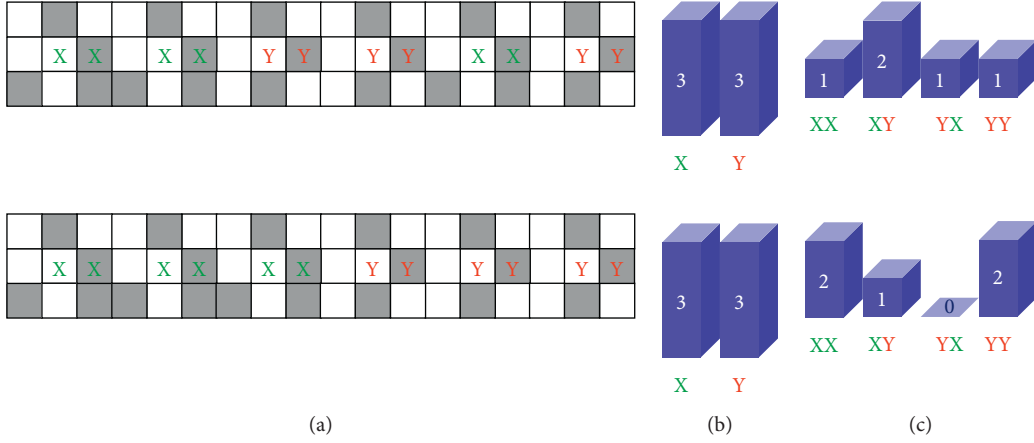 X X X X Y Y Y Y X X Y Y
3 3
X Y
1 2 1 1
XX XY YX YY
X X X X X X Y Y Y Y Y Y
3 3
X Y
2 1 0 2
XX XY YX YY
(a) (b) (c)